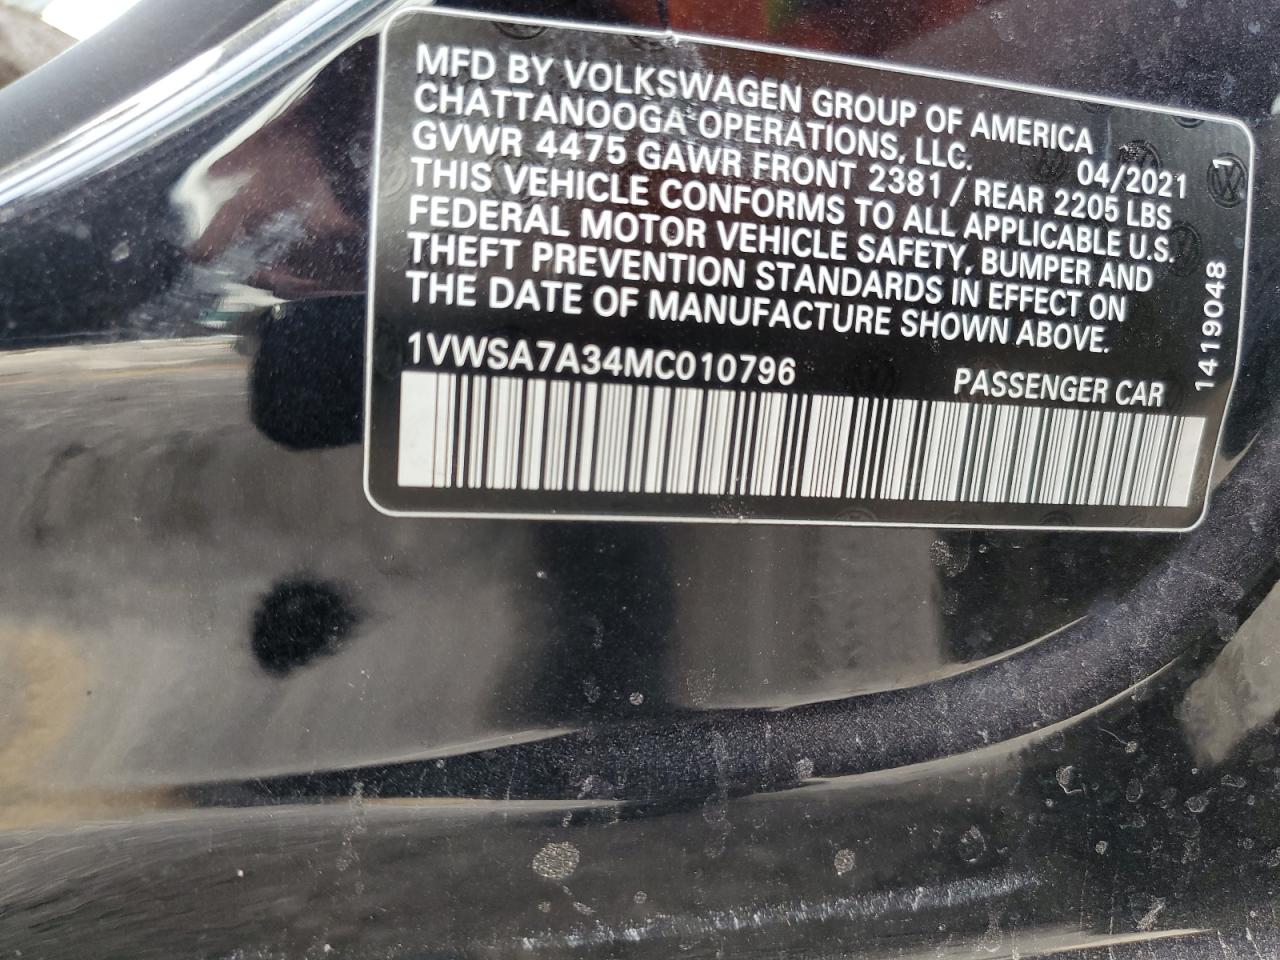 MFD BY VOLKSWAGEN GROUP OF AMERICA
CHATTANOOGA OPERATIONS, LLC. 04/2021
GVWR 4475 GAWR FRONT 2381 / REAR 2205 LBS
THIS VEHICLE CONFORMS TO ALL APPLICABLE U.S.
FEDERAL MOTOR VEHICLE SAFETY, BUMPER AND
THEFT PREVENTION STANDARDS IN EFFECT ON
THE DATE OF MANUFACTURE SHOWN ABOVE.
1VWSA7A34MC010796 PASSENGER CAR
1419048 1